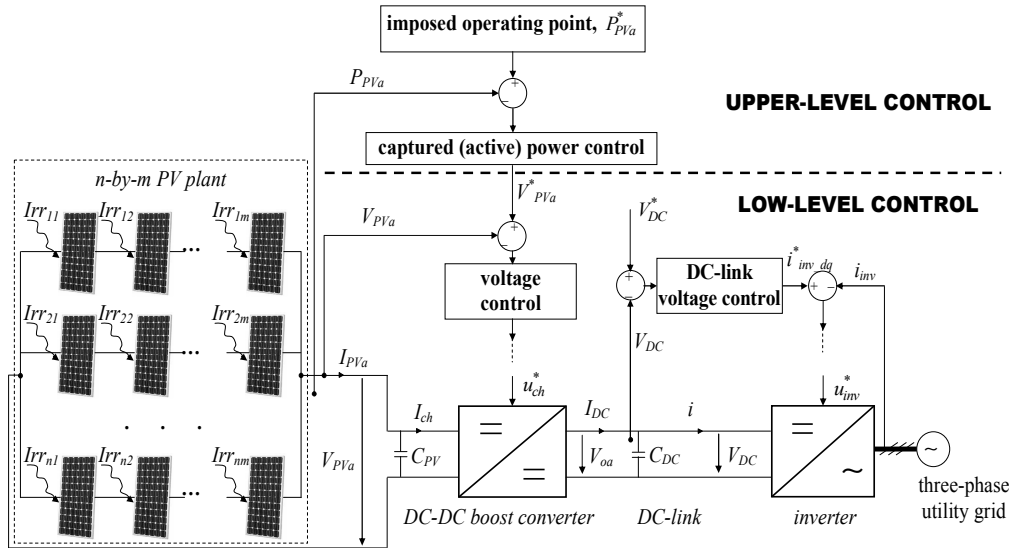 imposed operating point, P*PVa
PPVa
+
−
UPPER-LEVEL CONTROL
captured (active) power control
n-by-m PV plant
V*PVa
LOW-LEVEL CONTROL
Irr11 Irr12 Irr1m
VPVa
+
−
V*DC
voltage control
DC-link voltage control
i*inv_dq
iinv
+
−
+ −
Irr21 Irr22 Irr2m
VDC
IPVa
u*ch
u*inv
Ich
IDC
i
VPVa
CPV
Voa
CDC
VDC
~
~
Irrn1 Irrn2 Irrnm
DC-DC boost converter
DC-link
inverter
three-phase
utility grid